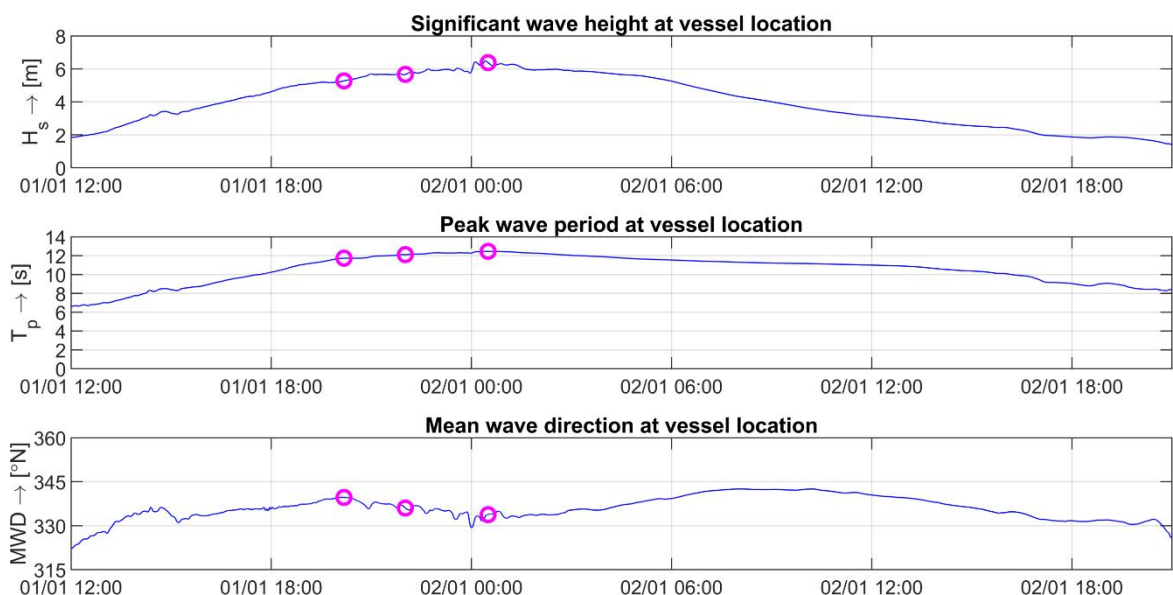 Significant wave height at vessel location
H_s → [m]
8
6
4
2
0
01/01 12:00 01/01 18:00 02/01 00:00 02/01 06:00 02/01 12:00 02/01 18:00
Peak wave period at vessel location
T_p → [s]
14
12
10
8
6
4
2
0
01/01 12:00 01/01 18:00 02/01 00:00 02/01 06:00 02/01 12:00 02/01 18:00
Mean wave direction at vessel location
MWD → [°N]
360
345
330
315
01/01 12:00 01/01 18:00 02/01 00:00 02/01 06:00 02/01 12:00 02/01 18:00